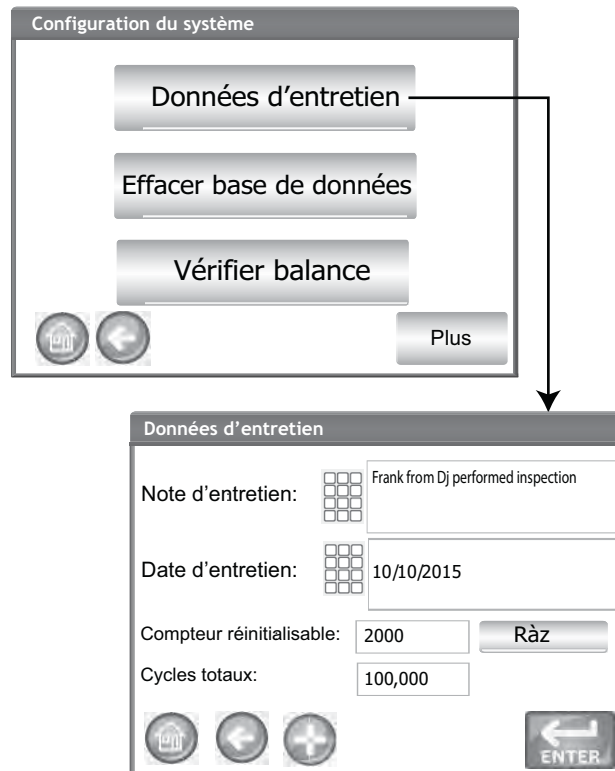 Configuration du système
Données d'entretien
Effacer base de données
Vérifier balance
Plus
Données d'entretien
Note d'entretien:
Frank from Dj performed inspection
Date d'entretien:
10/10/2015
Compteur réinitialisable:
2000
Ràz
Cycles totaux:
100,000
ENTER